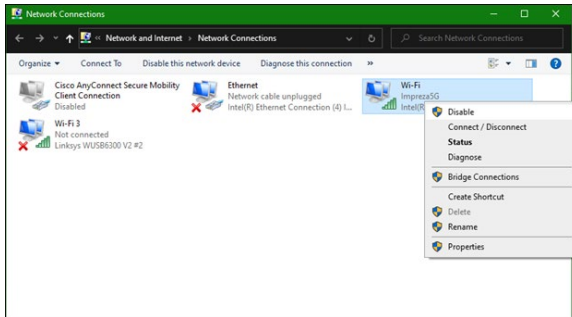 Network Connections
« Network and Internet › Network Connections
Search Network Connections
Organize Connect To Disable this network device Diagnose this connection »
Cisco AnyConnect Secure Mobility
Client Connection
Disabled
Ethernet
Network cable unplugged
Intel(R) Ethernet Connection (4) I...
Wi-Fi
Impreza5G
Intel(R)
Wi-Fi 3
Not connected
Linksys WUSB6300 V2 #2
Disable
Connect / Disconnect
Status
Diagnose
Bridge Connections
Create Shortcut
Delete
Rename
Properties